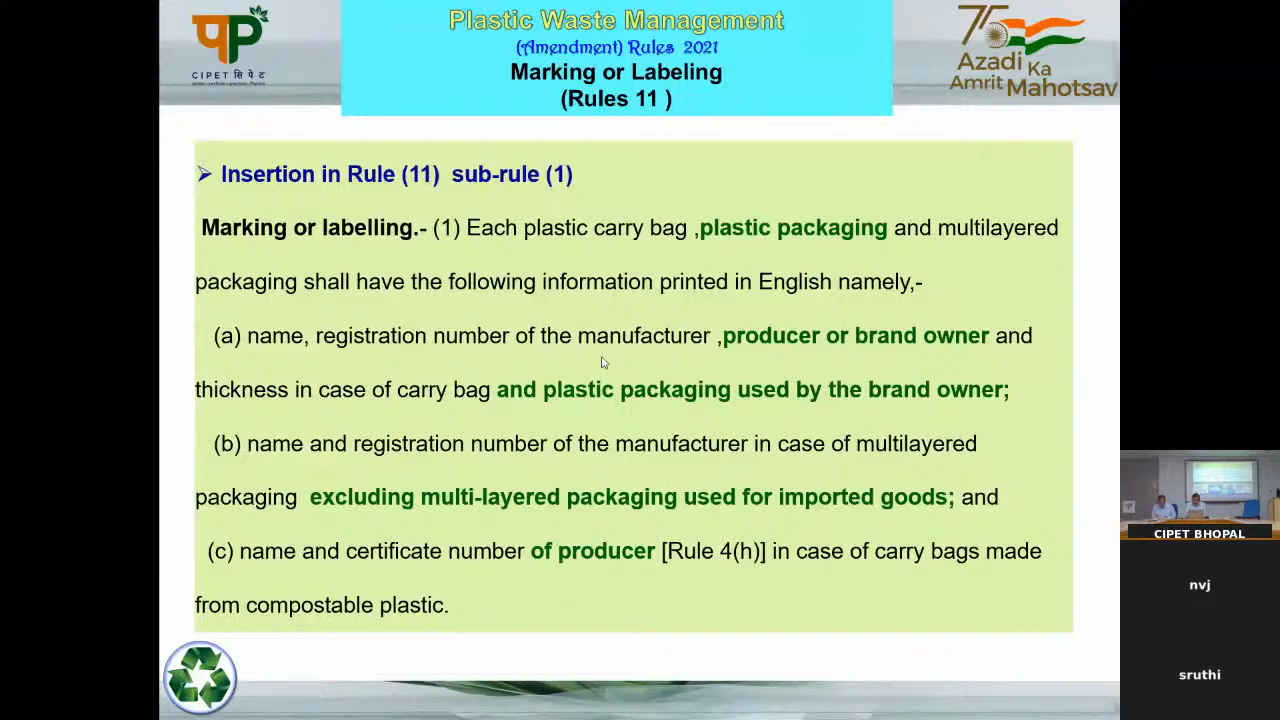 Plastic Waste Management
(Amendment) Rules 2021
Marking or Labeling
(Rules 11 )
CIPET सिपेट
75
Azadi
Ka
Amrit Mahotsav
➢ Insertion in Rule (11) sub-rule (1)
Marking or labelling.- (1) Each plastic carry bag ,plastic packaging and multilayered
packaging shall have the following information printed in English namely,-
(a) name, registration number of the manufacturer ,producer or brand owner and
thickness in case of carry bag and plastic packaging used by the brand owner;
(b) name and registration number of the manufacturer in case of multilayered
packaging excluding multi-layered packaging used for imported goods; and
(c) name and certificate number of producer [Rule 4(h)] in case of carry bags made
from compostable plastic.
CIPET BHOPAL
nvj
sruthi